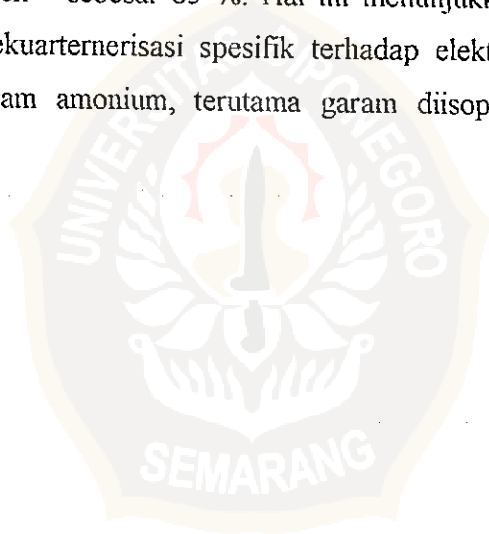 sebesar 85 %. Hal ini menunjukk
ekuarternerisasi spesifik terhadap elekt
am amonium, terutama garam diisop
UNIVERSITAS DIPONEGORO
SEMARANG